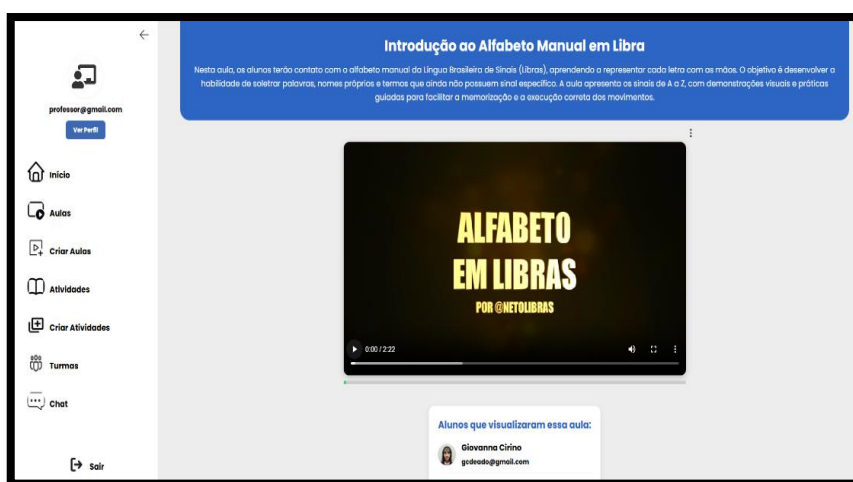 professor@gmail.com
Ver Perfil
Início
Aulas
Criar Aulas
Atividades
Criar Atividades
Turmas
Chat
Sair
Introdução ao Alfabeto Manual em Libra
Nesta aula, os alunos terão contato com o alfabeto manual da Língua Brasileira de Sinais (Libras), aprendendo a representar cada letra com as mãos. O objetivo é desenvolver a
habilidade de soletrar palavras, nomes próprios e termos que ainda não possuem sinal específico. A aula apresenta os sinais de A a Z, com demonstrações visuais e práticas
guiadas para facilitar a memorização e a execução correta dos movimentos.
ALFABETO
EM LIBRAS
POR @NETOLIBRAS
0:00 / 2:22
Alunos que visualizaram essa aula:
Giovanna Cirino
gcdeado@gmail.com